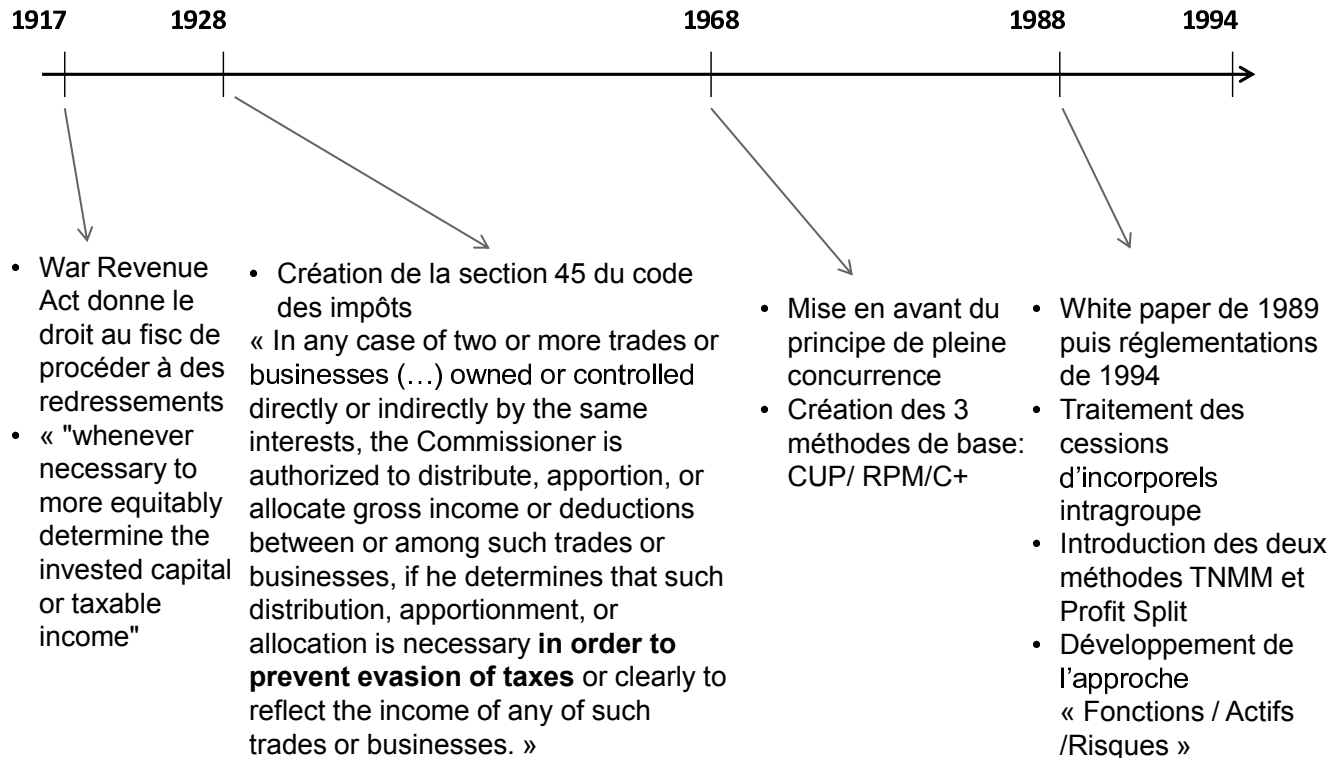 1917 1928 1968 1988 1994
• War Revenue
Act donne le
droit au fisc de
procéder à des
redressements
• « "whenever
necessary to
more equitably
determine the
invested capital
or taxable
income"
• Création de la section 45 du code
des impôts
« In any case of two or more trades or
businesses (…) owned or controlled
directly or indirectly by the same
interests, the Commissioner is
authorized to distribute, apportion, or
allocate gross income or deductions
between or among such trades or
businesses, if he determines that such
distribution, apportionment, or
allocation is necessary in order to
prevent evasion of taxes or clearly to
reflect the income of any of such
trades or businesses. »
• Mise en avant du
principe de pleine
concurrence
• Création des 3
méthodes de base:
CUP/ RPM/C+
• White paper de 1989
puis réglementations
de 1994
• Traitement des
cessions
d’incorporels
intragroupe
• Introduction des deux
méthodes TNMM et
Profit Split
• Développement de
l’approche
« Fonctions / Actifs
/Risques »